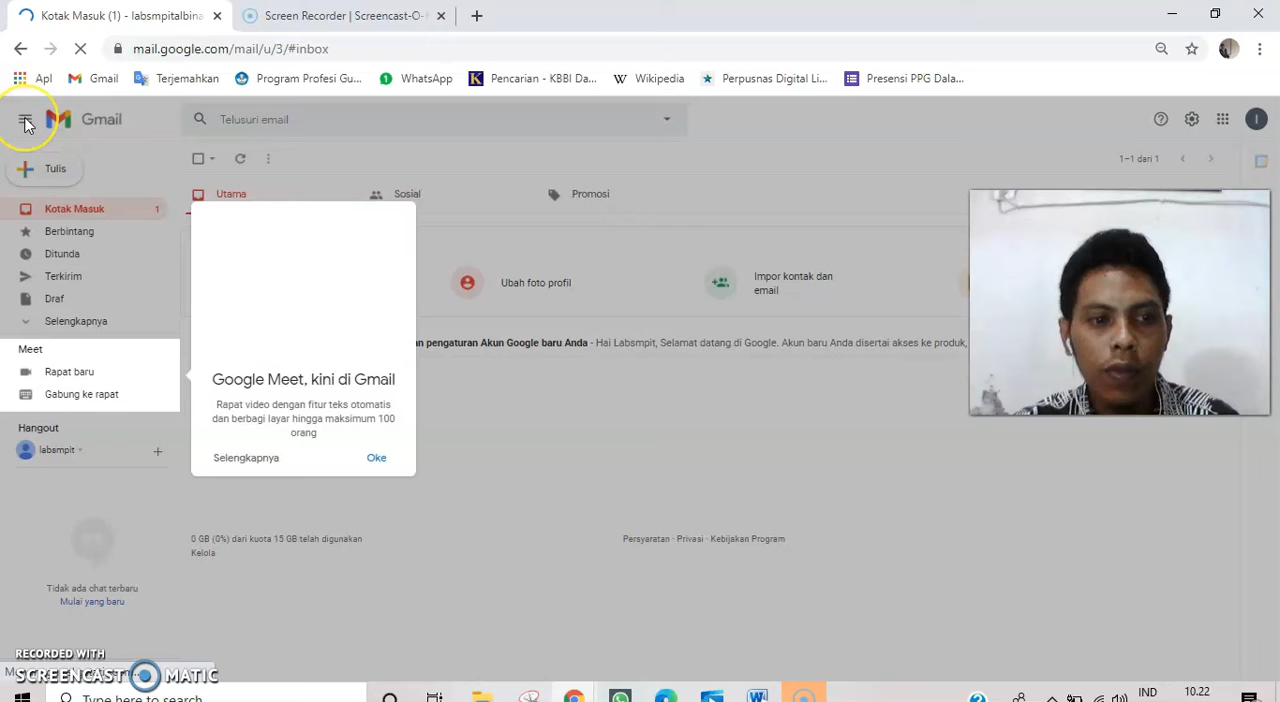 Kotak Masuk (1) - labsmpitalbina
Screen Recorder | Screencast-O-
mail.google.com/mail/u/3/#inbox
Apl
Gmail
Terjemahkan
Program Profesi Gu...
WhatsApp
Pencarian - KBBI Da...
Wikipedia
Perpusnas Digital Li...
Presensi PPG Dala...
Gmail
Telusuri email
Tulis
1–1 dari 1
Kotak Masuk 1
Utama
Sosial
Promosi
Berbintang
Ditunda
Terkirim
Draf
Selengkapnya
Ubah foto profil
Impor kontak dan
email
an pengaturan Akun Google baru Anda - Hai Labsmpit, Selamat datang di Google. Akun baru Anda disertai akses ke produk,
Meet
Rapat baru
Gabung ke rapat
Google Meet, kini di Gmail
Rapat video dengan fitur teks otomatis
dan berbagi layar hingga maksimum 100
orang
Selengkapnya
Oke
Hangout
labsmpit
0 GB (0%) dari kuota 15 GB telah digunakan
Kelola
Persyaratan · Privasi · Kebijakan Program
Tidak ada chat terbaru
Mulai yang baru
RECORDED WITH
SCREENCAST MATIC
Type here to search
IND
10.22